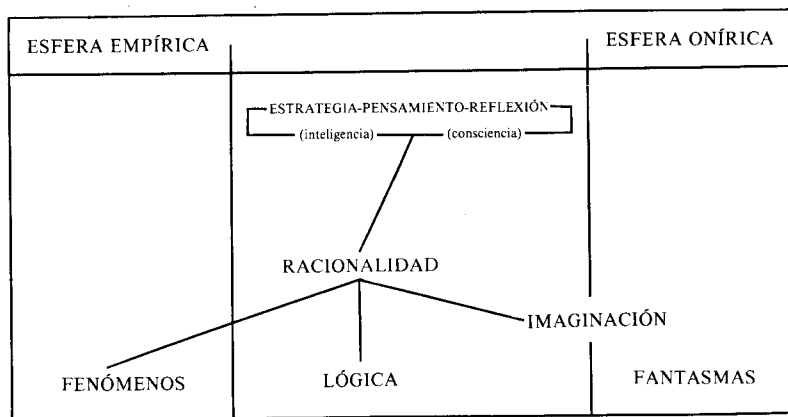 ESFERA EMPÍRICA
ESFERA ONÍRICA
ESTRATEGIA-PENSAMIENTO-REFLEXIÓN
(inteligencia) (consciencia)
RACIONALIDAD
IMAGINACIÓN
FENÓMENOS
LÓGICA
FANTASMAS